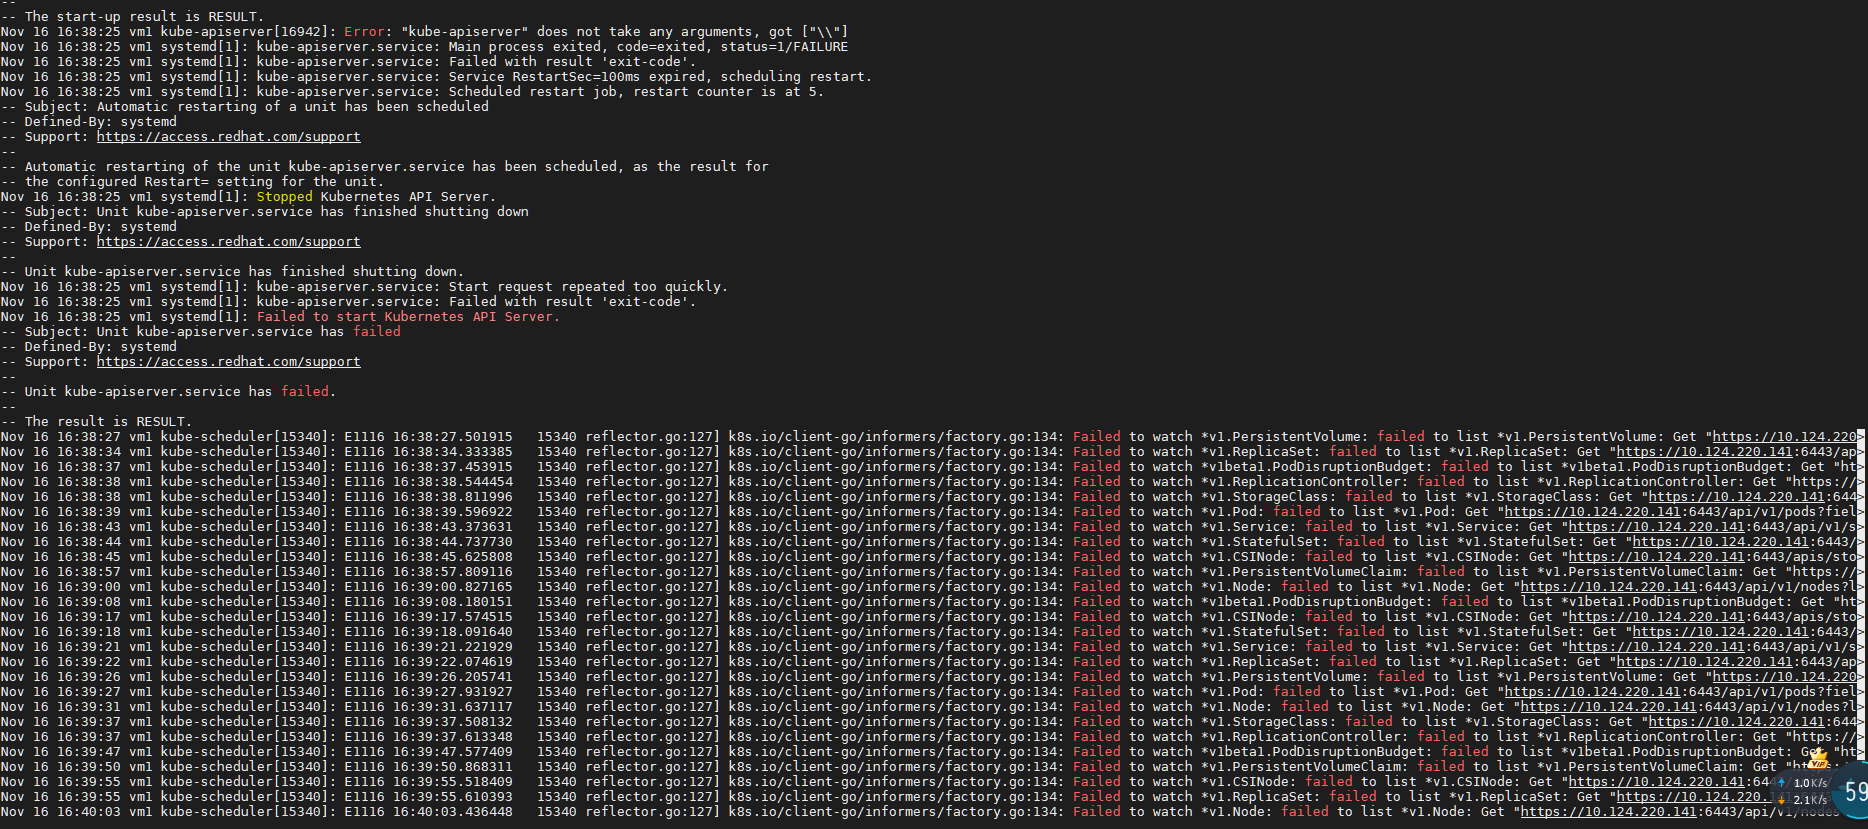 --
-- The start-up result is RESULT.
Nov 16 16:38:25 vm1 kube-apiserver[16942]: Error: "kube-apiserver" does not take any arguments, got ["\\"]
Nov 16 16:38:25 vm1 systemd[1]: kube-apiserver.service: Main process exited, code=exited, status=1/FAILURE
Nov 16 16:38:25 vm1 systemd[1]: kube-apiserver.service: Failed with result 'exit-code'.
Nov 16 16:38:25 vm1 systemd[1]: kube-apiserver.service: Service RestartSec=100ms expired, scheduling restart.
Nov 16 16:38:25 vm1 systemd[1]: kube-apiserver.service: Scheduled restart job, restart counter is at 5.
-- Subject: Automatic restarting of a unit has been scheduled
-- Defined-By: systemd
-- Support: https://access.redhat.com/support
--
-- Automatic restarting of the unit kube-apiserver.service has been scheduled, as the result for
-- the configured Restart= setting for the unit.
Nov 16 16:38:25 vm1 systemd[1]: Stopped Kubernetes API Server.
-- Subject: Unit kube-apiserver.service has finished shutting down
-- Defined-By: systemd
-- Support: https://access.redhat.com/support
--
-- Unit kube-apiserver.service has finished shutting down.
Nov 16 16:38:25 vm1 systemd[1]: kube-apiserver.service: Start request repeated too quickly.
Nov 16 16:38:25 vm1 systemd[1]: kube-apiserver.service: Failed with result 'exit-code'.
Nov 16 16:38:25 vm1 systemd[1]: Failed to start Kubernetes API Server.
-- Subject: Unit kube-apiserver.service has failed
-- Defined-By: systemd
-- Support: https://access.redhat.com/support
--
-- Unit kube-apiserver.service has failed.
--
-- The result is RESULT.
Nov 16 16:38:27 vm1 kube-scheduler[15340]: E1116 16:38:27.501915   15340 reflector.go:127] k8s.io/client-go/informers/factory.go:134: Failed to watch *v1.PersistentVolume: failed to list *v1.PersistentVolume: Get "https://10.124.220>
Nov 16 16:38:34 vm1 kube-scheduler[15340]: E1116 16:38:34.333385   15340 reflector.go:127] k8s.io/client-go/informers/factory.go:134: Failed to watch *v1.ReplicaSet: failed to list *v1.ReplicaSet: Get "https://10.124.220.141:6443/ap>
Nov 16 16:38:37 vm1 kube-scheduler[15340]: E1116 16:38:37.453915   15340 reflector.go:127] k8s.io/client-go/informers/factory.go:134: Failed to watch *v1beta1.PodDisruptionBudget: failed to list *v1beta1.PodDisruptionBudget: Get "ht>
Nov 16 16:38:38 vm1 kube-scheduler[15340]: E1116 16:38:38.544454   15340 reflector.go:127] k8s.io/client-go/informers/factory.go:134: Failed to watch *v1.ReplicationController: failed to list *v1.ReplicationController: Get "https://>
Nov 16 16:38:38 vm1 kube-scheduler[15340]: E1116 16:38:38.811996   15340 reflector.go:127] k8s.io/client-go/informers/factory.go:134: Failed to watch *v1.StorageClass: failed to list *v1.StorageClass: Get "https://10.124.220.141:644>
Nov 16 16:38:39 vm1 kube-scheduler[15340]: E1116 16:38:39.596922   15340 reflector.go:127] k8s.io/client-go/informers/factory.go:134: Failed to watch *v1.Pod: failed to list *v1.Pod: Get "https://10.124.220.141:6443/api/v1/pods?fiel>
Nov 16 16:38:43 vm1 kube-scheduler[15340]: E1116 16:38:43.373631   15340 reflector.go:127] k8s.io/client-go/informers/factory.go:134: Failed to watch *v1.Service: failed to list *v1.Service: Get "https://10.124.220.141:6443/api/v1/s>
Nov 16 16:38:44 vm1 kube-scheduler[15340]: E1116 16:38:44.737730   15340 reflector.go:127] k8s.io/client-go/informers/factory.go:134: Failed to watch *v1.StatefulSet: failed to list *v1.StatefulSet: Get "https://10.124.220.141:6443/>
Nov 16 16:38:45 vm1 kube-scheduler[15340]: E1116 16:38:45.625808   15340 reflector.go:127] k8s.io/client-go/informers/factory.go:134: Failed to watch *v1.CSINode: failed to list *v1.CSINode: Get "https://10.124.220.141:6443/apis/sto>
Nov 16 16:38:57 vm1 kube-scheduler[15340]: E1116 16:38:57.809116   15340 reflector.go:127] k8s.io/client-go/informers/factory.go:134: Failed to watch *v1.PersistentVolumeClaim: failed to list *v1.PersistentVolumeClaim: Get "https://>
Nov 16 16:39:00 vm1 kube-scheduler[15340]: E1116 16:39:00.827165   15340 reflector.go:127] k8s.io/client-go/informers/factory.go:134: Failed to watch *v1.Node: failed to list *v1.Node: Get "https://10.124.220.141:6443/api/v1/nodes?l>
Nov 16 16:39:08 vm1 kube-scheduler[15340]: E1116 16:39:08.180151   15340 reflector.go:127] k8s.io/client-go/informers/factory.go:134: Failed to watch *v1beta1.PodDisruptionBudget: failed to list *v1beta1.PodDisruptionBudget: Get "ht>
Nov 16 16:39:17 vm1 kube-scheduler[15340]: E1116 16:39:17.574515   15340 reflector.go:127] k8s.io/client-go/informers/factory.go:134: Failed to watch *v1.CSINode: failed to list *v1.CSINode: Get "https://10.124.220.141:6443/apis/sto>
Nov 16 16:39:18 vm1 kube-scheduler[15340]: E1116 16:39:18.091640   15340 reflector.go:127] k8s.io/client-go/informers/factory.go:134: Failed to watch *v1.StatefulSet: failed to list *v1.StatefulSet: Get "https://10.124.220.141:6443/>
Nov 16 16:39:21 vm1 kube-scheduler[15340]: E1116 16:39:21.221929   15340 reflector.go:127] k8s.io/client-go/informers/factory.go:134: Failed to watch *v1.Service: failed to list *v1.Service: Get "https://10.124.220.141:6443/api/v1/s>
Nov 16 16:39:22 vm1 kube-scheduler[15340]: E1116 16:39:22.074619   15340 reflector.go:127] k8s.io/client-go/informers/factory.go:134: Failed to watch *v1.ReplicaSet: failed to list *v1.ReplicaSet: Get "https://10.124.220.141:6443/ap>
Nov 16 16:39:26 vm1 kube-scheduler[15340]: E1116 16:39:26.205741   15340 reflector.go:127] k8s.io/client-go/informers/factory.go:134: Failed to watch *v1.PersistentVolume: failed to list *v1.PersistentVolume: Get "https://10.124.220>
Nov 16 16:39:27 vm1 kube-scheduler[15340]: E1116 16:39:27.931927   15340 reflector.go:127] k8s.io/client-go/informers/factory.go:134: Failed to watch *v1.Pod: failed to list *v1.Pod: Get "https://10.124.220.141:6443/api/v1/pods?fiel>
Nov 16 16:39:31 vm1 kube-scheduler[15340]: E1116 16:39:31.637117   15340 reflector.go:127] k8s.io/client-go/informers/factory.go:134: Failed to watch *v1.Node: failed to list *v1.Node: Get "https://10.124.220.141:6443/api/v1/nodes?l>
Nov 16 16:39:37 vm1 kube-scheduler[15340]: E1116 16:39:37.508132   15340 reflector.go:127] k8s.io/client-go/informers/factory.go:134: Failed to watch *v1.StorageClass: failed to list *v1.StorageClass: Get "https://10.124.220.141:644>
Nov 16 16:39:37 vm1 kube-scheduler[15340]: E1116 16:39:37.613348   15340 reflector.go:127] k8s.io/client-go/informers/factory.go:134: Failed to watch *v1.ReplicationController: failed to list *v1.ReplicationController: Get "https://>
Nov 16 16:39:47 vm1 kube-scheduler[15340]: E1116 16:39:47.577409   15340 reflector.go:127] k8s.io/client-go/informers/factory.go:134: Failed to watch *v1beta1.PodDisruptionBudget: failed to list *v1beta1.PodDisruptionBudget: Get "ht>
Nov 16 16:39:50 vm1 kube-scheduler[15340]: E1116 16:39:50.868311   15340 reflector.go:127] k8s.io/client-go/informers/factory.go:134: Failed to watch *v1.PersistentVolumeClaim: failed to list *v1.PersistentVolumeClaim: Get
Nov 16 16:39:55 vm1 kube-scheduler[15340]: E1116 16:39:55.518409   15340 reflector.go:127] k8s.io/client-go/informers/factory.go:134: Failed to watch *v1.CSINode: failed to list *v1.CSINode: Get "https://10.124.220.141:64
Nov 16 16:39:55 vm1 kube-scheduler[15340]: E1116 16:39:55.610393   15340 reflector.go:127] k8s.io/client-go/informers/factory.go:134: Failed to watch *v1.ReplicaSet: failed to list *v1.ReplicaSet: Get "https://10.124.220.
Nov 16 16:40:03 vm1 kube-scheduler[15340]: E1116 16:40:03.436448   15340 reflector.go:127] k8s.io/client-go/informers/factory.go:134: Failed to watch *v1.Node: failed to list *v1.Node: Get "https://10.124.220.141:6443/api/
VIP
1.0K/s
2.1K/s
59